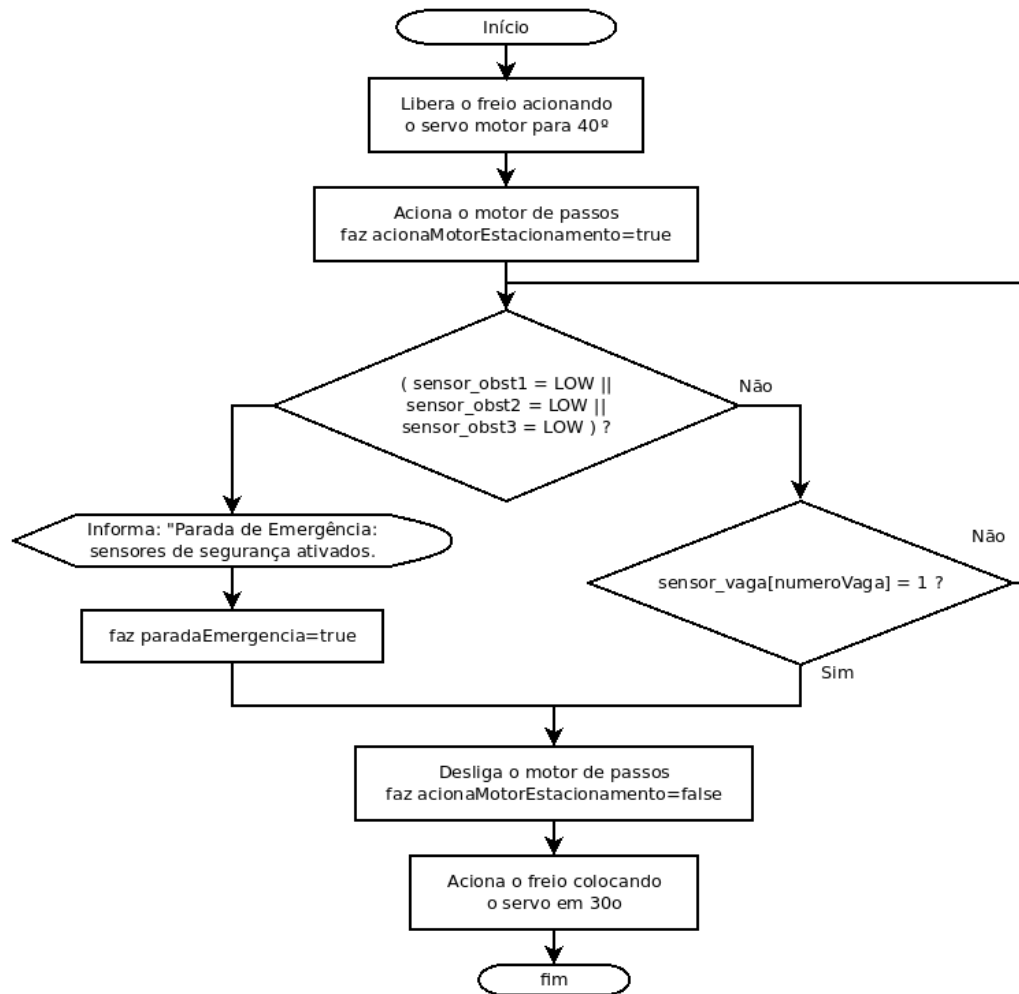 Início
Libera o freio acionando
o servo motor para 40º
Aciona o motor de passos
faz acionaMotorEstacionamento=true
( sensor_obst1 = LOW ||
sensor_obst2 = LOW ||
sensor_obst3 = LOW ) ?
Não
Informa: "Parada de Emergência:
sensores de segurança ativados.
faz paradaEmergencia=true
sensor_vaga[numeroVaga] = 1 ?
Não
Sim
Desliga o motor de passos
faz acionaMotorEstacionamento=false
Aciona o freio colocando
o servo em 30o
fim